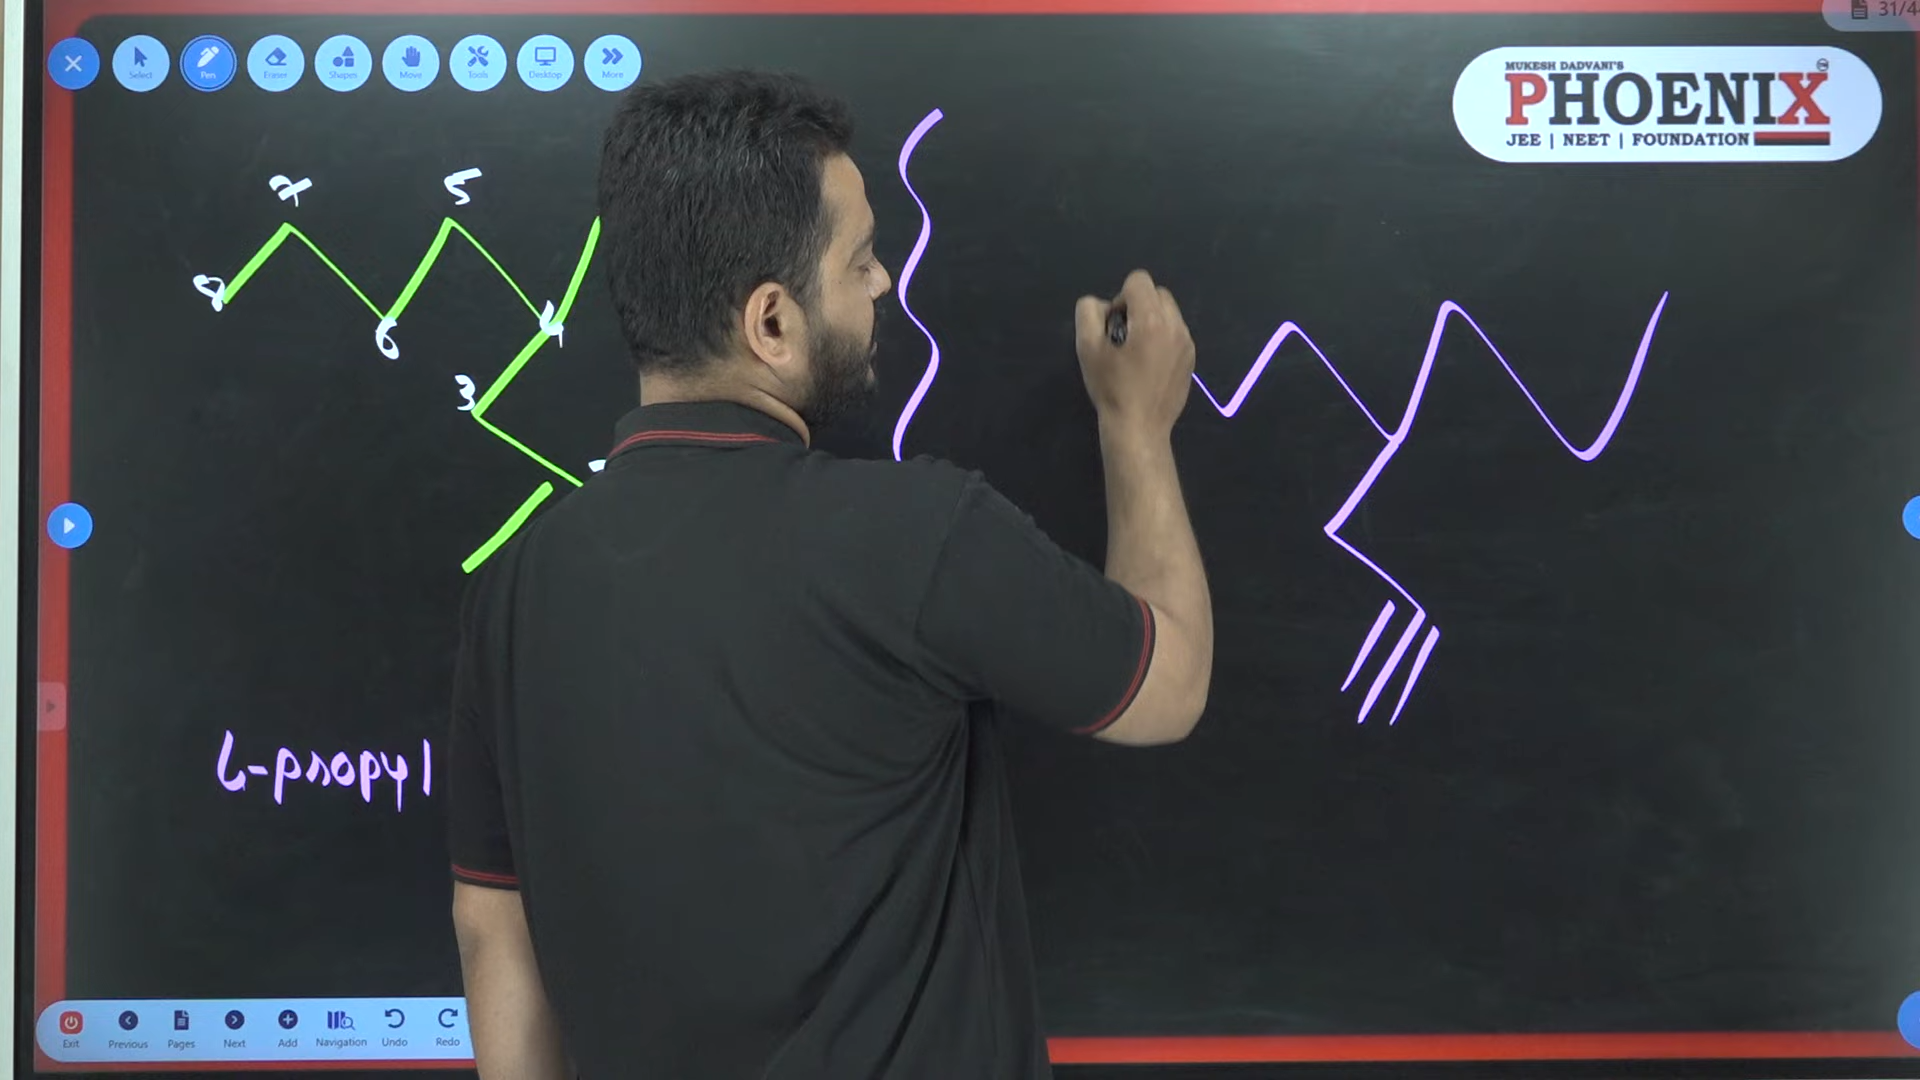 Select Pen Eraser Shapes Move Tools Desktop More
31/4
MUKESH DADVANI'S
PHOENIX
JEE | NEET | FOUNDATION
7 5
8 6 4
3
4-propyl
Exit Previous Pages Next Add Navigation Undo Redo